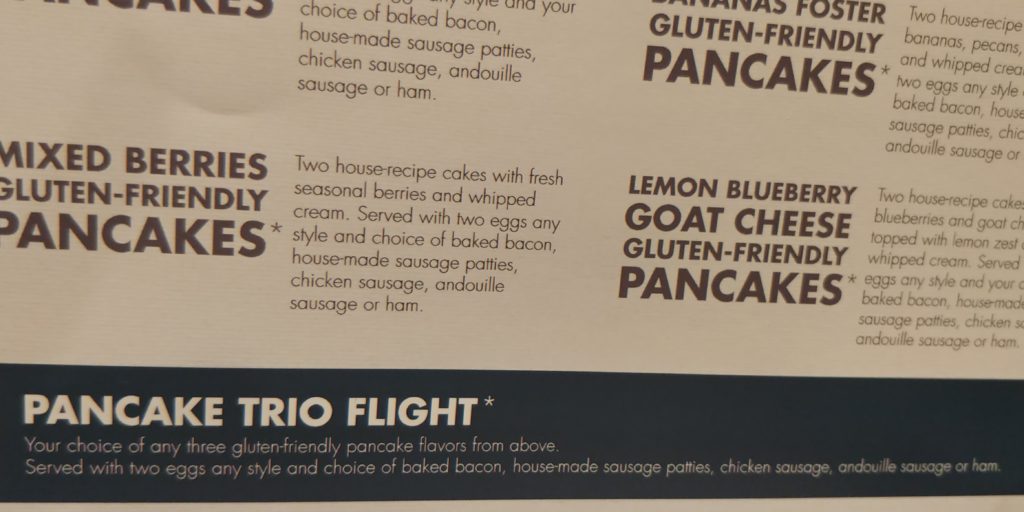 PANCAKES
any style and your
choice of baked bacon,
house-made sausage patties,
chicken sausage, andouille
sausage or ham.
BANANAS FOSTER
GLUTEN-FRIENDLY
PANCAKES*
Two house-recipe
bananas, pecans,
and whipped
two eggs any style
baked bacon,
sausage patties,
andouille sausage or
MIXED BERRIES
GLUTEN-FRIENDLY
PANCAKES*
Two house-recipe cakes with fresh
seasonal berries and whipped
cream. Served with two eggs any
style and choice of baked bacon,
house-made sausage patties,
chicken sausage, andouille
sausage or ham.
LEMON BLUEBERRY
GOAT CHEESE
GLUTEN-FRIENDLY
PANCAKES*
Two house-recipe cakes
blueberries and goat
topped with lemon zest
whipped cream. Served
eggs any style and your
baked bacon, house-made
sausage patties, chicken
andouille sausage or ham.
PANCAKE TRIO FLIGHT*
Your choice of any three gluten-friendly pancake flavors from above.
Served with two eggs any style and choice of baked bacon, house-made sausage patties, chicken sausage, andouille sausage or ham.